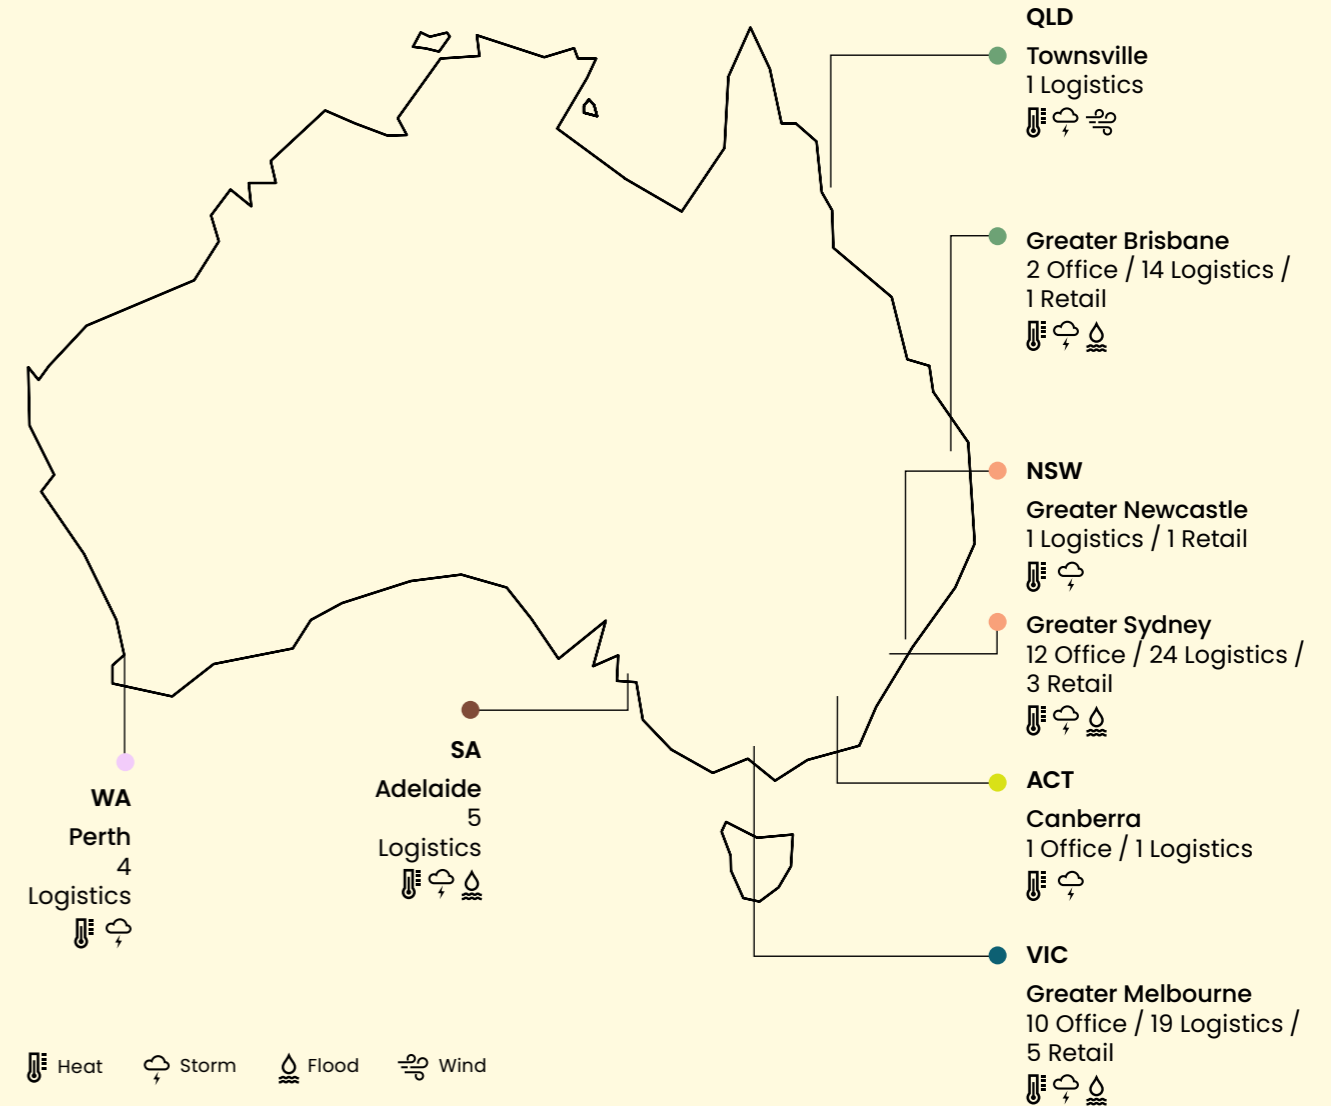 QLD
Townsville
1 Logistics
Greater Brisbane
2 Office / 14 Logistics /
1 Retail
NSW
Greater Newcastle
1 Logistics / 1 Retail
Greater Sydney
12 Office / 24 Logistics /
3 Retail
ACT
Canberra
1 Office / 1 Logistics
VIC
Greater Melbourne
10 Office / 19 Logistics /
5 Retail
SA
Adelaide
5
Logistics
WA
Perth
4
Logistics
Heat
Storm
Flood
Wind